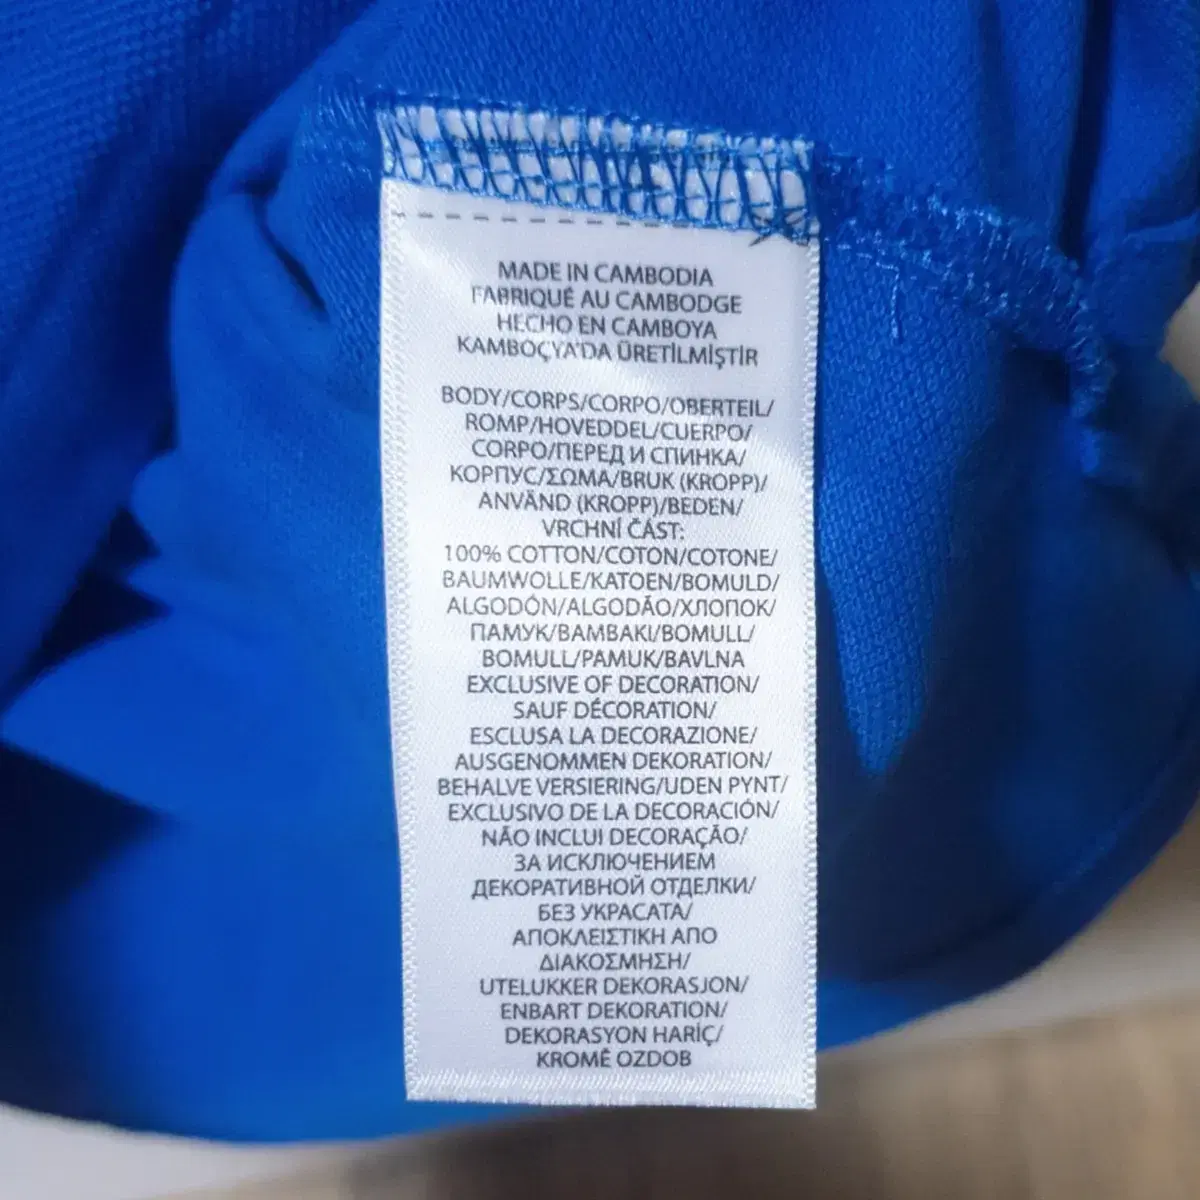 MADE IN CAMBODIA
FABRIQUÉ AU CAMBODGE
HECHO EN CAMBOYA
KAMBOÇYA'DA ÜRETİLMİŞTİR
BODY/CORPS/CORPO/OBERTEIL/
ROMP/HOVEDDEL/CUERPO/
CORPO/ПЕРЕД И СПИНКА/
КОРПУС/ΣΩΜΑ/BRUK (KROPP)/
ANVÄND (KROPP)/BEDEN/
VRCHNÍ ČÁST:
100% COTTON/COTON/COTONE/
BAUMWOLLE/KATOEN/BOMULD/
ALGODÓN/ALGODÃO/ХЛОПОК/
ПАМУК/ΒΑΜΒΑΚΙ/BOMULL/
BOMULL/PAMUK/BAVLNA
EXCLUSIVE OF DECORATION/
SAUF DÉCORATION/
ESCLUSA LA DECORAZIONE/
AUSGENOMMEN DEKORATION/
BEHALVE VERSIERING/UDEN PYNT/
EXCLUSIVO DE LA DECORACIÓN/
NÃO INCLUI DECORAÇÃO/
ЗА ИСКЛЮЧЕНИЕМ
ДЕКОРАТИВНОЙ ОТДЕЛКИ/
БЕЗ УКРАСАТА/
ΑΠΟΚΛΕΙΣΤΙΚΗ ΑΠΟ
ΔΙΑΚΟΣΜΗΣΗ/
UTELUKKER DEKORASJON/
ENBART DEKORATION/
DEKORASYON HARİÇ/
KROMĚ OZDOB